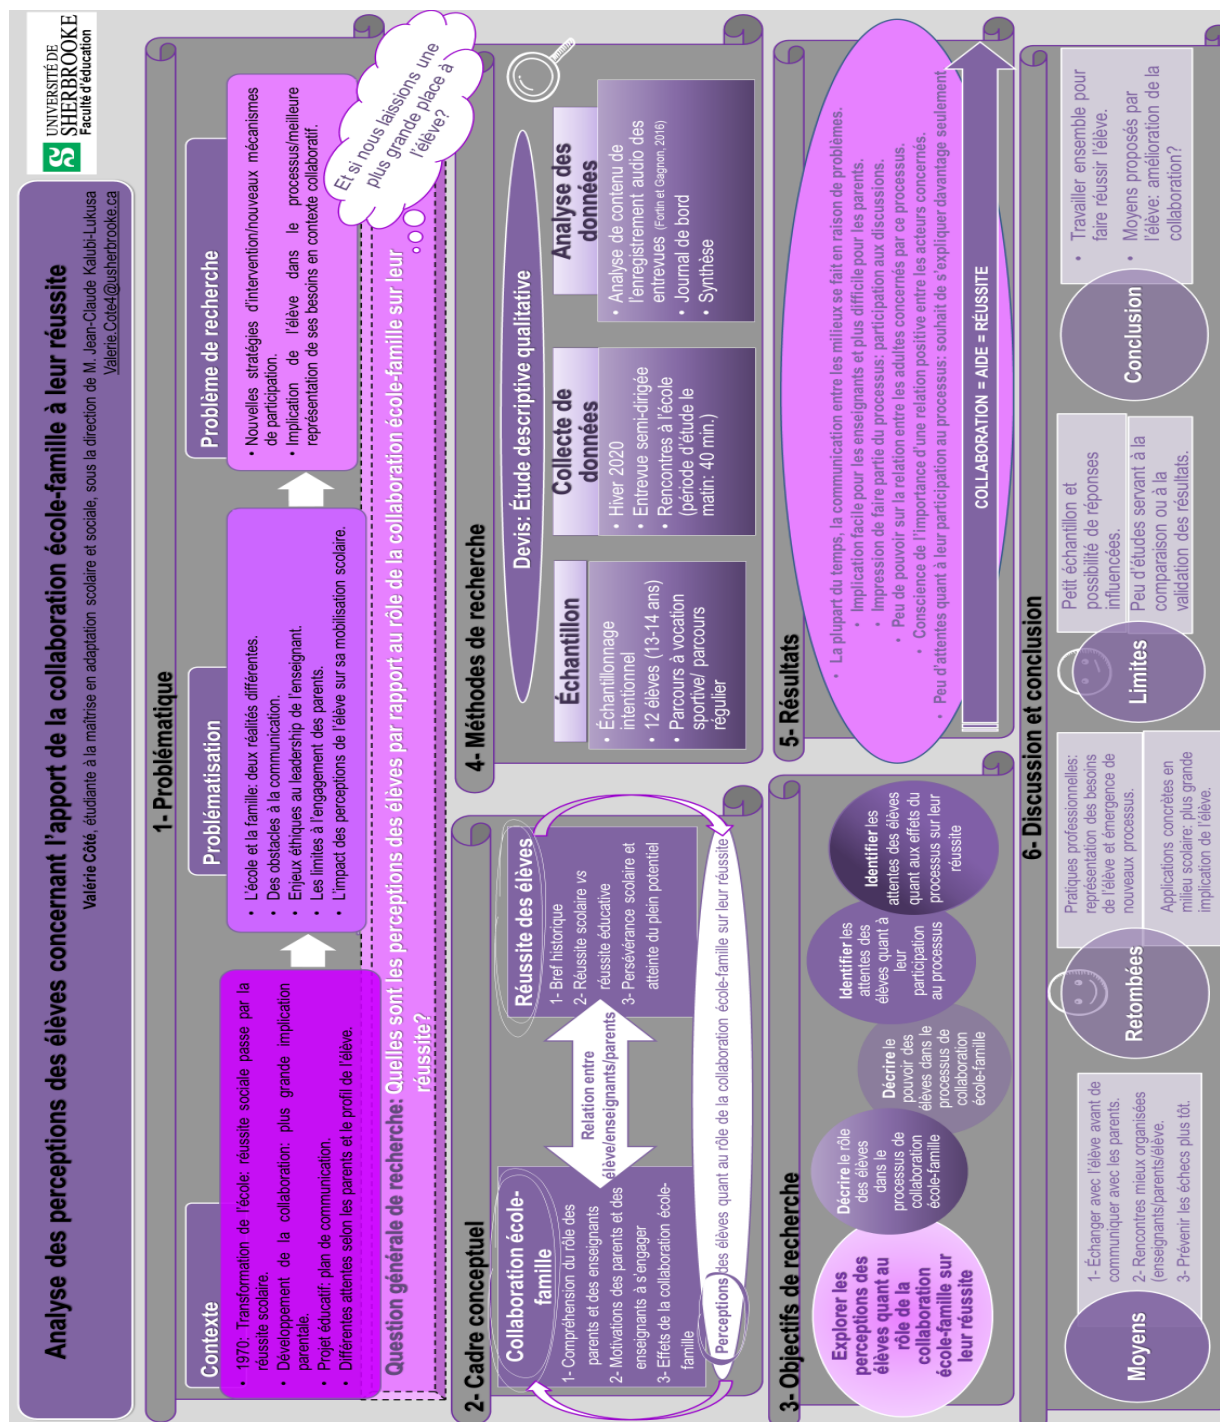 Analyse des perceptions des élèves concernant l'apport de la collaboration école-famille à leur réussite
Valérie Côté, étudiante à la maîtrise en adaptation scolaire et sociale, sous la direction de M. Jean-Claude Kalubi-Lukusa
Valerie.Cote4@usherbrooke.ca
UNIVERSITÉ DE
SHERBROOKE
Faculté d'éducation
1- Problématique
Contexte
• 1970: Transformation de l'école: réussite sociale passe par la
réussite scolaire.
• Développement de la collaboration: plus grande implication
parentale.
• Projet éducatif: plan de communication.
• Différentes attentes selon les parents et le profil de l'élève.
Problématisation
• L'école et la famille: deux réalités différentes.
• Des obstacles à la communication.
• Enjeux éthiques au leadership de l'enseignant.
• Les limites à l'engagement des parents.
• L'impact des perceptions de l'élève sur sa mobilisation scolaire.
Problème de recherche
• Nouvelles stratégies d'intervention/nouveaux mécanismes
de participation.
• Implication de l'élève dans le processus/meilleure
représentation de ses besoins en contexte collaboratif.
Question générale de recherche: Quelles sont les perceptions des élèves par rapport au rôle de la collaboration école-famille sur leur
réussite?
Et si nous laissions une
plus grande place à
l'élève?
2- Cadre conceptuel
Collaboration école-
famille
1- Compréhension du rôle des
parents et des enseignants
2- Motivations des parents et des
enseignants à s'engager
3- Effets de la collaboration école-
famille
Relation entre
élève/enseignants/parents
Réussite des élèves
1- Bref historique
2- Réussite scolaire vs
réussite éducative
3- Persévérance scolaire et
atteinte du plein potentiel
Perceptions des élèves quant au rôle de la collaboration école-famille sur leur réussite
3- Objectifs de recherche
Explorer les
perceptions des
élèves quant au
rôle de la
collaboration
école-famille sur
leur réussite
Décrire le rôle
des élèves
dans le
processus de
collaboration
école-famille
Décrire le
pouvoir des
élèves dans le
processus de
collaboration
école-famille
Identifier les
attentes des
élèves quant à
leur
participation
au processus
Identifier les
attentes des élèves
quant aux effets du
processus sur leur
réussite
4- Méthodes de recherche
Devis: Étude descriptive qualitative
Échantillon
• Échantillonnage
intentionnel
• 12 élèves (13-14 ans)
• Parcours à vocation
sportive/ parcours
régulier
Collecte de
données
• Hiver 2020
• Entrevue semi-dirigée
• Rencontres à l'école
(période d'étude le
matin: 40 min.)
Analyse des
données
• Analyse de contenu de
l'enregistrement audio des
entrevues (Fortin et Gagnon, 2016)
• Journal de bord
• Synthèse
5- Résultats
• La plupart du temps, la communication entre les milieux se fait en raison de problèmes.
• Implication facile pour les enseignants et plus difficile pour les parents.
• Impression de faire partie du processus: participation aux discussions.
• Peu de pouvoir sur la relation entre les adultes concernés par ce processus.
• Conscience de l'importance d'une relation positive entre les acteurs concernés.
• Peu d'attentes quant à leur participation au processus: souhait de s'expliquer davantage seulement
COLLABORATION = AIDE = RÉUSSITE
6- Discussion et conclusion
Moyens
1- Échanger avec l'élève avant de
communiquer avec les parents.
2- Rencontres mieux organisées
(enseignants/parents/élève.
3- Prévenir les échecs plus tôt.
Retombées
Pratiques professionnelles:
représentation des besoins
de l'élève et émergence de
nouveaux processus.
Applications concrètes en
milieu scolaire: plus grande
implication de l'élève.
Limites
Petit échantillon et
possibilité de réponses
influencées.
Peu d'études servant à la
comparaison ou à la
validation des résultats.
Conclusion
• Travailler ensemble pour
faire réussir l'élève.
• Moyens proposés par
l'élève: amélioration de la
collaboration?